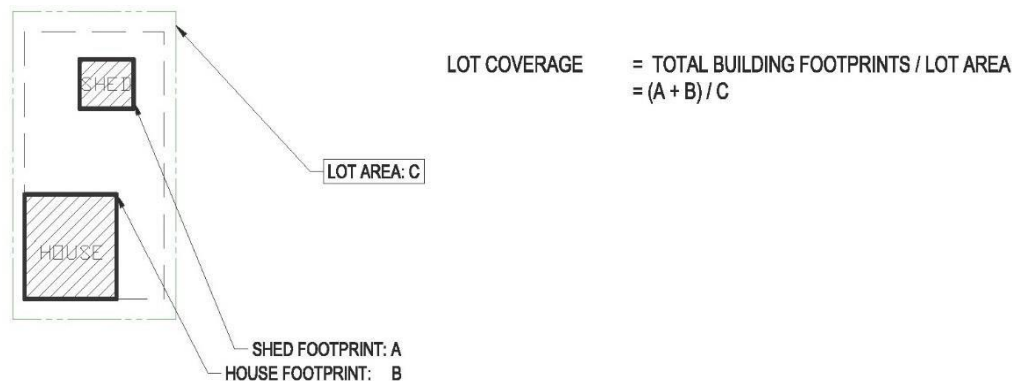 SHED
LOT COVERAGE = TOTAL BUILDING FOOTPRINTS / LOT AREA
= (A + B) / C
LOT AREA: C
HOUSE
SHED FOOTPRINT: A
HOUSE FOOTPRINT: B